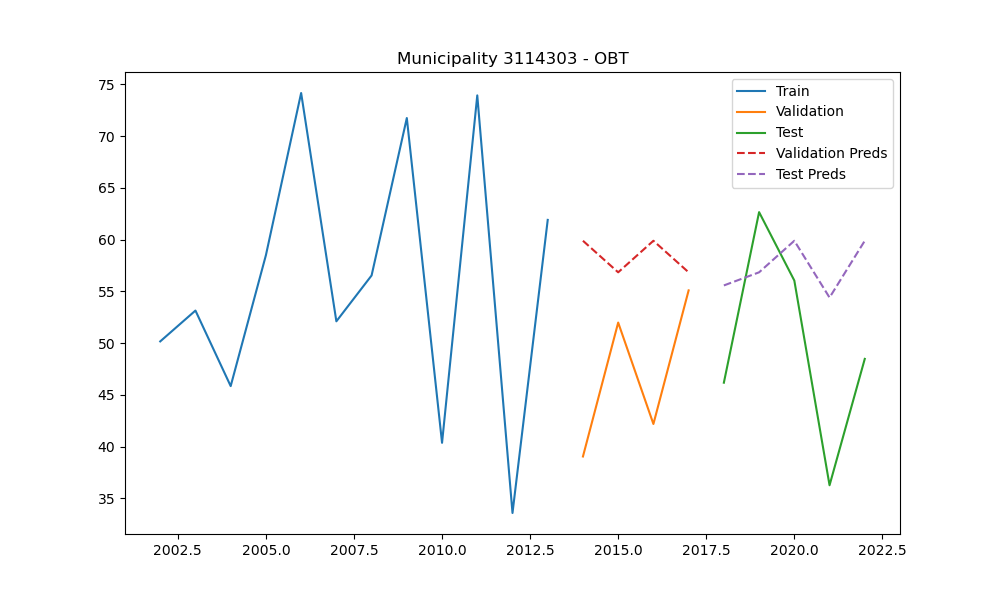 Municipality 3114303 - OBT
75
70
65
60
55
50
45
40
35
Train
Validation
Test
Validation Preds
Test Preds
2002.5 2005.0 2007.5 2010.0 2012.5 2015.0 2017.5 2020.0 2022.5